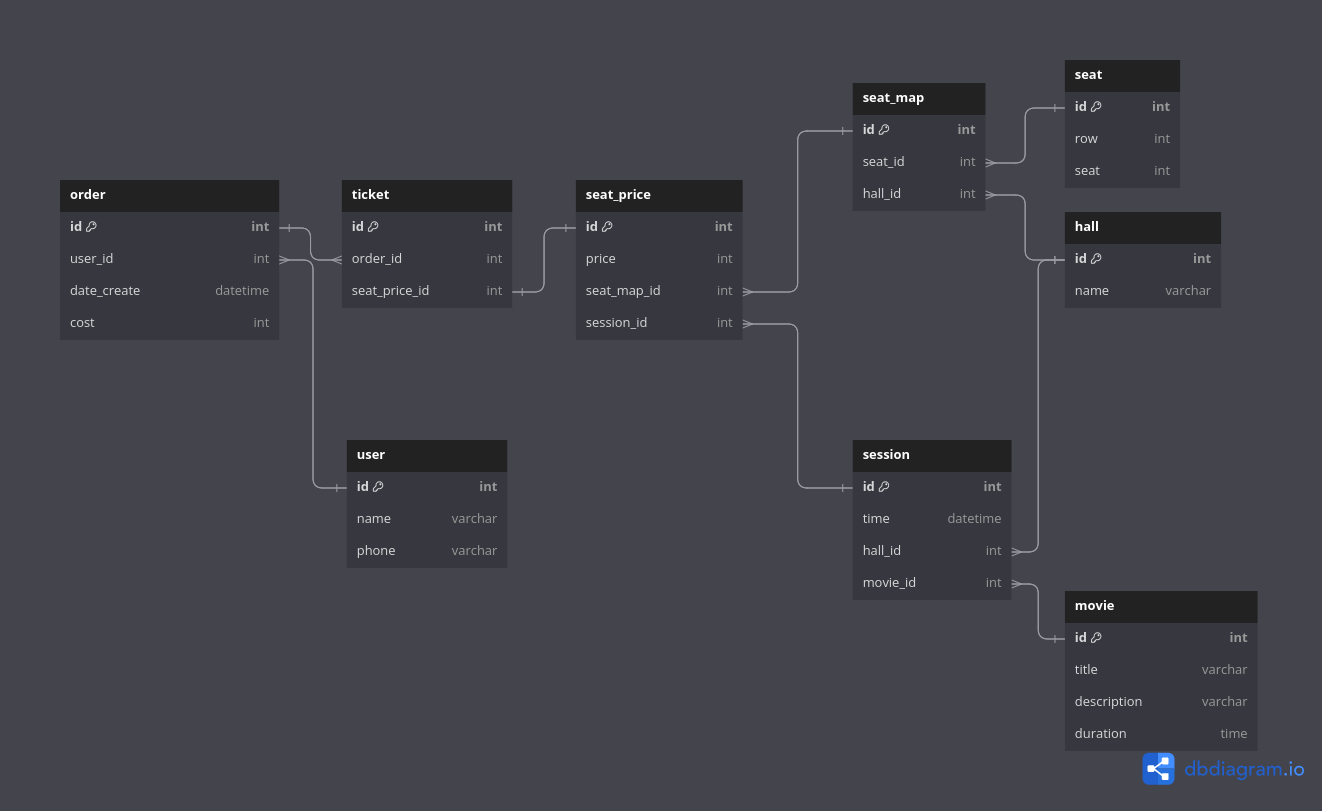 order
id int
user_id int
date_create datetime
cost int
ticket
id int
order_id int
seat_price_id int
seat_price
id int
price int
seat_map_id int
session_id int
seat_map
id int
seat_id int
hall_id int
seat
id int
row int
seat int
hall
id int
name varchar
user
id int
name varchar
phone varchar
session
id int
time datetime
hall_id int
movie_id int
movie
id int
title varchar
description varchar
duration time
dbdiagram.io